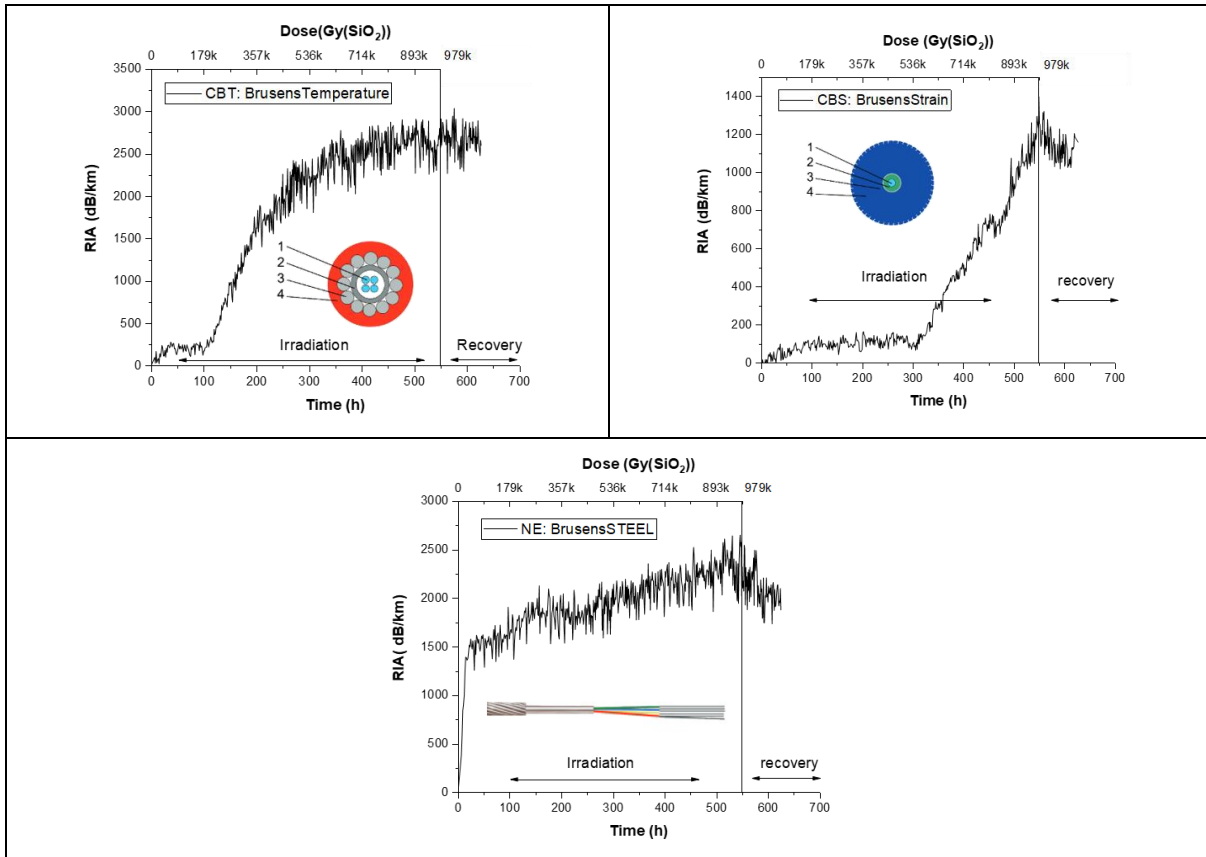 Dose(Gy(SiO2))
0 179k 357k 536k 714k 893k 979k
3500
3000
2500
2000
1500
1000
500
0
RIA (dB/km)
CBT: BrusensTemperature
1
2
3
4
Irradiation
Recovery
0 100 200 300 400 500 600 700
Time (h)
Dose (Gy(SiO2))
0 179k 357k 536k 714k 893k 979k
1400
1200
1000
800
600
400
200
0
RIA (dB/km)
CBS: BrusensStrain
1
2
3
4
Irradiation
recovery
0 100 200 300 400 500 600 700
Time (h)
Dose (Gy(SiO2))
0 179k 357k 536k 714k 893k 979k
3000
2500
2000
1500
1000
500
0
RIA( dB/km)
NE: BrusensSTEEL
Irradiation
recovery
0 100 200 300 400 500 600 700
Time (h)